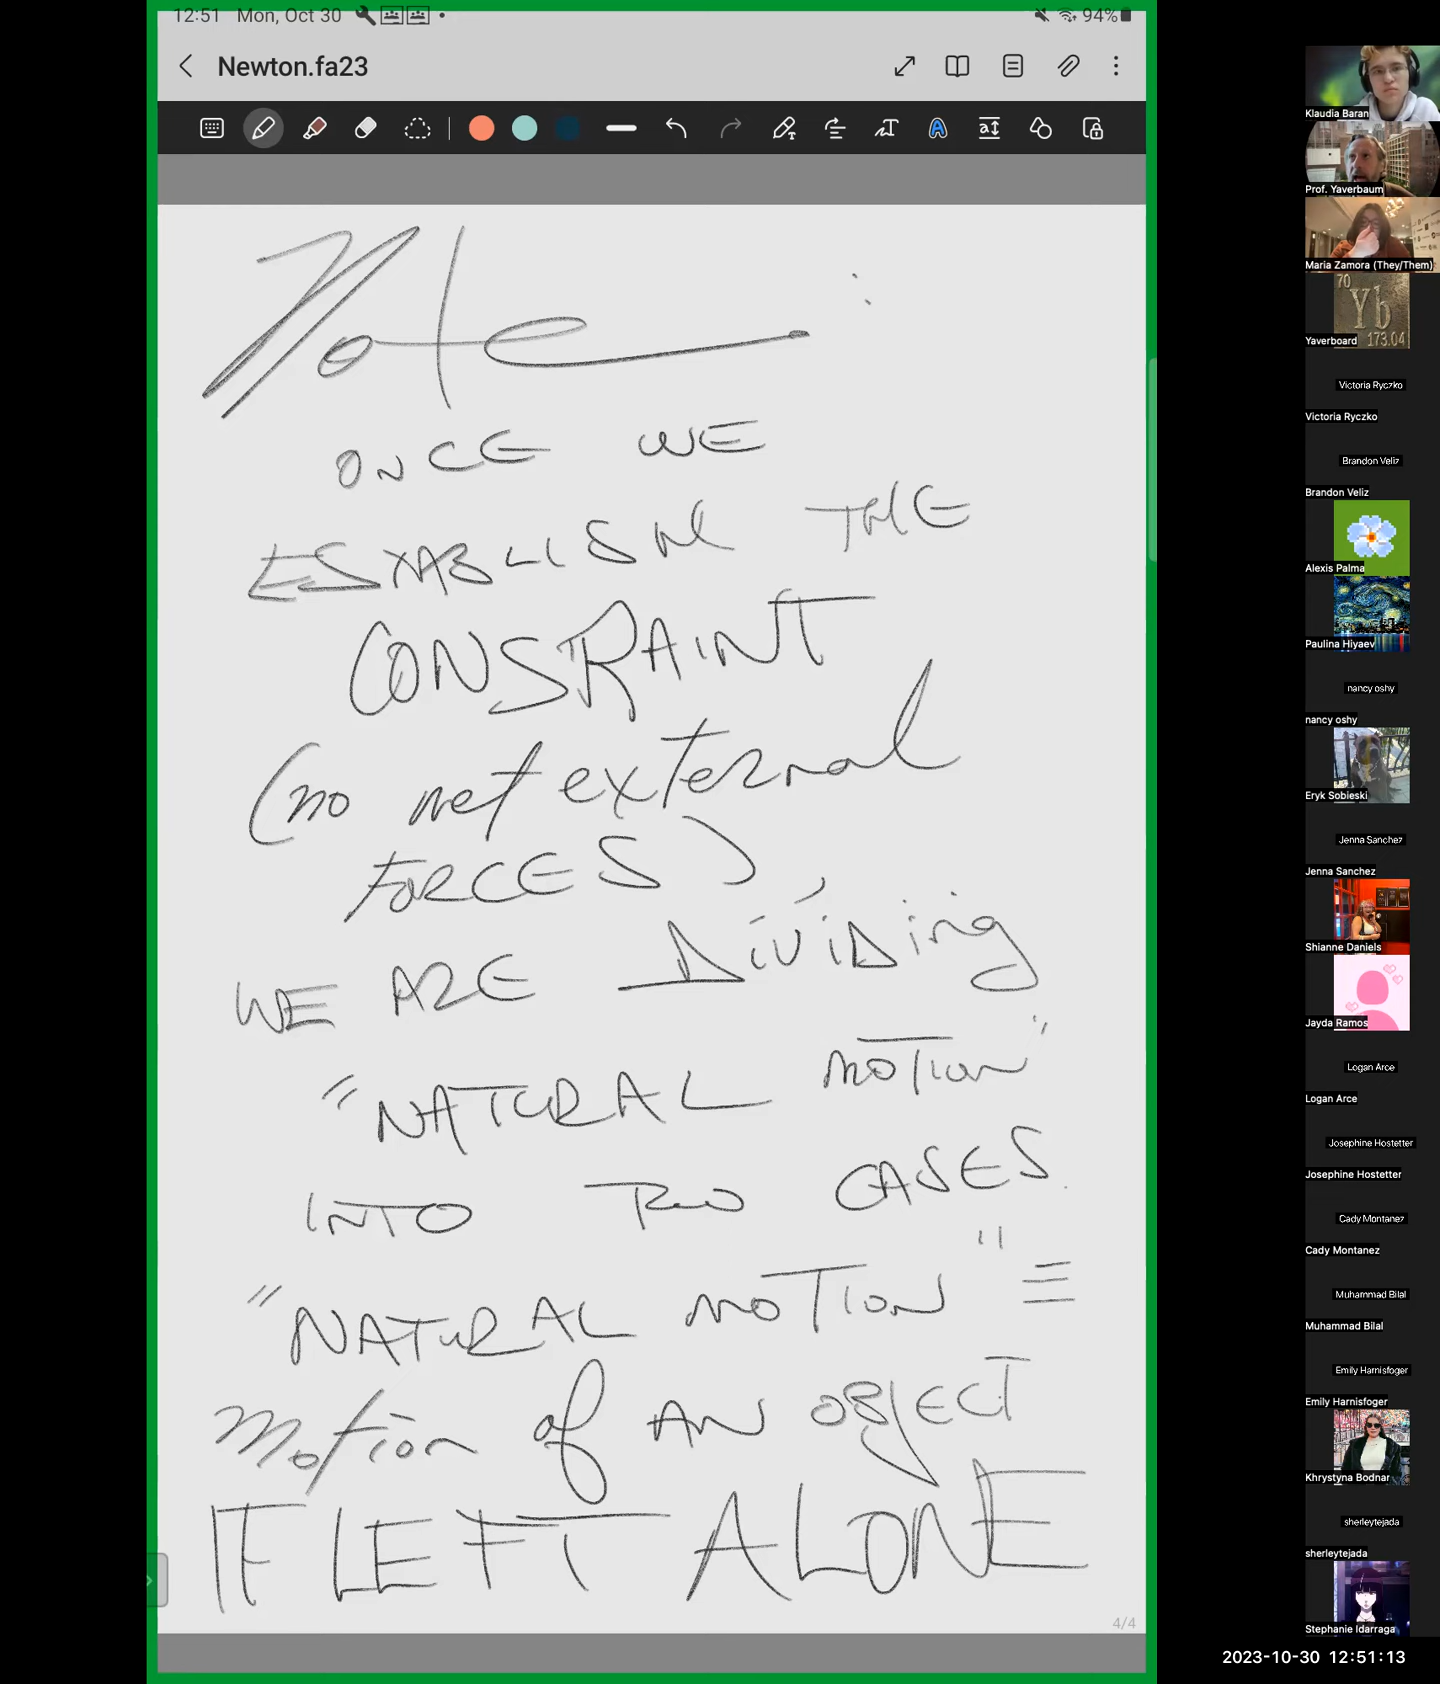 12:51 Mon, Oct 30
94%
Newton.fa23
Note:
ONCE WE
ESTABLISH THE
CONSTRAINT
(no net external
FORCES),
WE ARE Dividing
"NATURAL MOTION"
INTO TWO CASES.
"NATURAL MOTION" ≡
motion of AN OBJECT
IF LEFT ALONE
4/4
Klaudia Baran
Prof. Yaverbaum
Maria Zamora (They/Them)
70
Yb
173.04
Yaverboard
Victoria Ryczko
Victoria Ryczko
Brandon Veliz
Brandon Veliz
Alexis Palma
Paulina Hiyaev
nancy oshy
nancy oshy
Eryk Sobieski
Jenna Sanchez
Jenna Sanchez
Shianne Daniels
Jayda Ramos
Logan Arce
Logan Arce
Josephine Hostetter
Josephine Hostetter
Cady Montanez
Cady Montanez
Muhammad Bilal
Muhammad Bilal
Emily Harnisfoger
Emily Harnisfoger
Khrystyna Bodnar
sherleytejada
sherleytejada
Stephanie Idarraga
2023-10-30 12:51:13